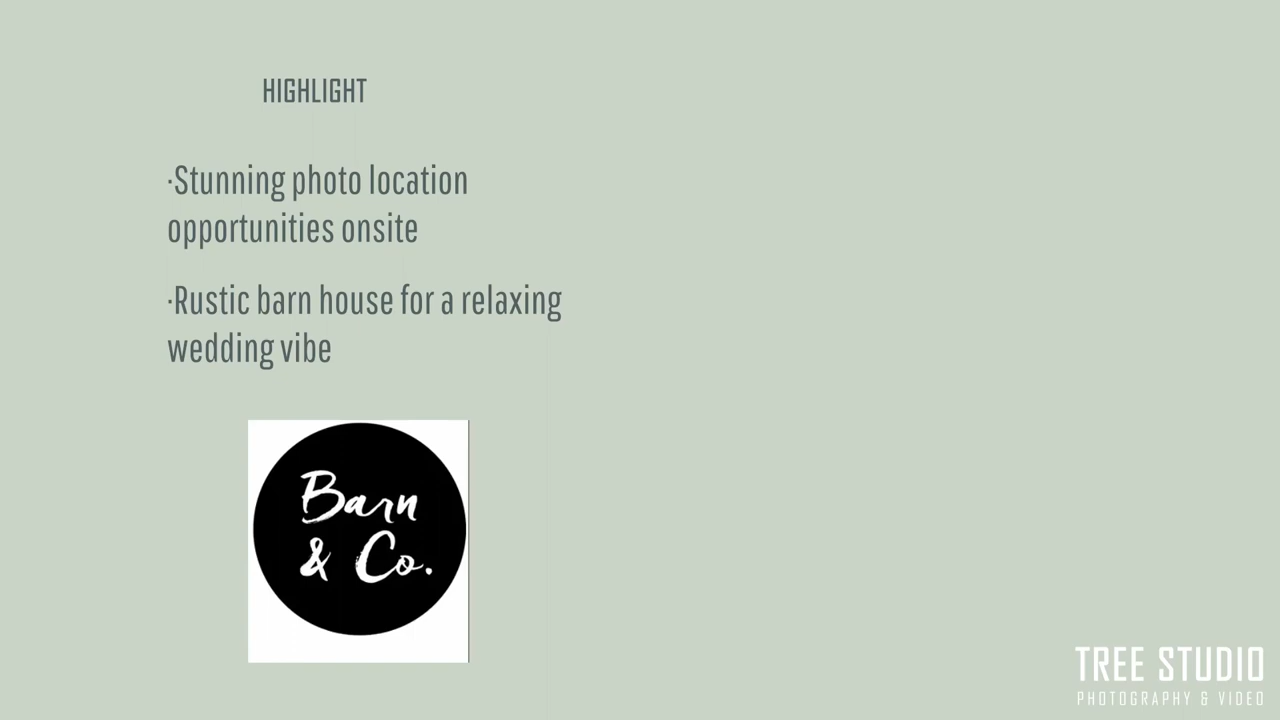 HIGHLIGHT
·Stunning photo location
opportunities onsite
·Rustic barn house for a relaxing
wedding vibe
Barn
& Co.
TREE STUDIO
PHOTOGRAPHY & VIDEO